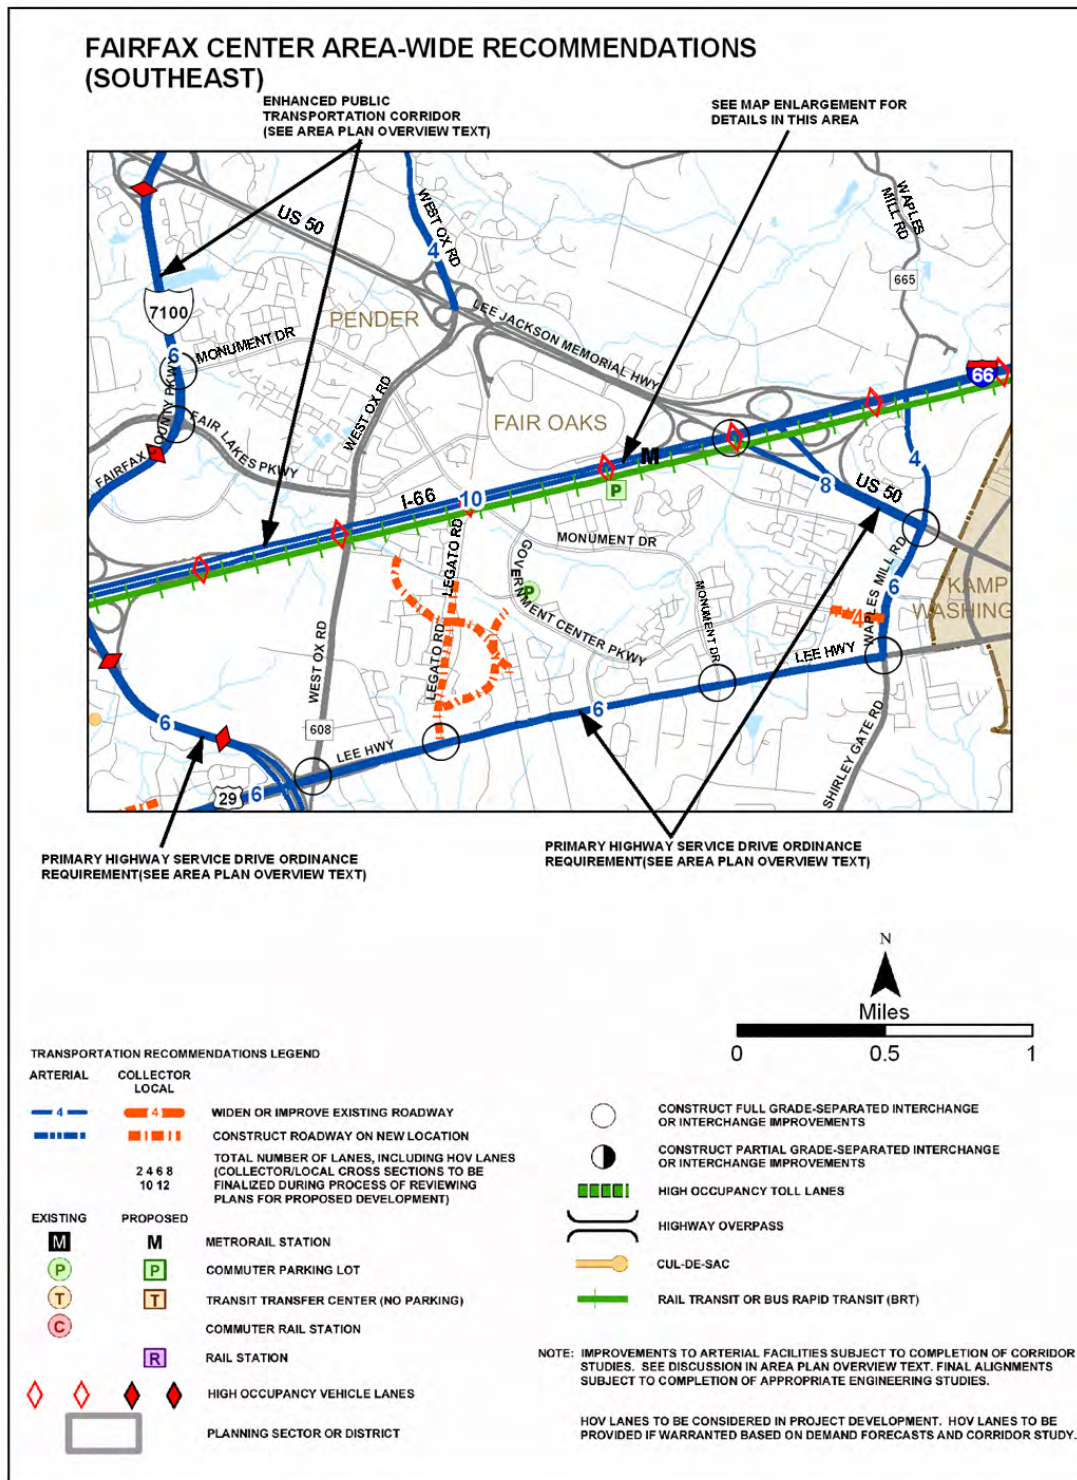 FAIRFAX CENTER AREA-WIDE RECOMMENDATIONS
(SOUTHEAST)
ENHANCED PUBLIC
TRANSPORTATION CORRIDOR
(SEE AREA PLAN OVERVIEW TEXT)
SEE MAP ENLARGEMENT FOR
DETAILS IN THIS AREA
US 50
WEST OX RD
4
WAPLES
MILL RD
665
7100
PENDER
LEE JACKSON MEMORIAL HWY
6
MONUMENT DR
66
FAIRFAX COUNTY PKWY
FAIR LAKES PKWY
WEST OX RD
FAIR OAKS
M
4
I-66
10
P
8
US 50
LEGATO RD
MONUMENT DR
GOVERNMENT CENTER PKWY
P
WAPLES MILL RD
6
KAMP
WASHING
4
WEST OX RD
LEGATO RD
MONUMENT DR
LEE HWY
6
608
LEE HWY
6
SHIRLEY GATE RD
29
6
PRIMARY HIGHWAY SERVICE DRIVE ORDINANCE
REQUIREMENT(SEE AREA PLAN OVERVIEW TEXT)
PRIMARY HIGHWAY SERVICE DRIVE ORDINANCE
REQUIREMENT(SEE AREA PLAN OVERVIEW TEXT)
N
Miles
0 0.5 1
TRANSPORTATION RECOMMENDATIONS LEGEND
ARTERIAL COLLECTOR
LOCAL
4 4 WIDEN OR IMPROVE EXISTING ROADWAY
CONSTRUCT ROADWAY ON NEW LOCATION
2 4 6 8
10 12
TOTAL NUMBER OF LANES, INCLUDING HOV LANES
(COLLECTOR/LOCAL CROSS SECTIONS TO BE
FINALIZED DURING PROCESS OF REVIEWING
PLANS FOR PROPOSED DEVELOPMENT)
EXISTING PROPOSED
M M METRORAIL STATION
P P COMMUTER PARKING LOT
T T TRANSIT TRANSFER CENTER (NO PARKING)
C COMMUTER RAIL STATION
R RAIL STATION
HIGH OCCUPANCY VEHICLE LANES
PLANNING SECTOR OR DISTRICT
CONSTRUCT FULL GRADE-SEPARATED INTERCHANGE
OR INTERCHANGE IMPROVEMENTS
CONSTRUCT PARTIAL GRADE-SEPARATED INTERCHANGE
OR INTERCHANGE IMPROVEMENTS
HIGH OCCUPANCY TOLL LANES
HIGHWAY OVERPASS
CUL-DE-SAC
RAIL TRANSIT OR BUS RAPID TRANSIT (BRT)
NOTE: IMPROVEMENTS TO ARTERIAL FACILITIES SUBJECT TO COMPLETION OF CORRIDOR
STUDIES. SEE DISCUSSION IN AREA PLAN OVERVIEW TEXT. FINAL ALIGNMENTS
SUBJECT TO COMPLETION OF APPROPRIATE ENGINEERING STUDIES.
HOV LANES TO BE CONSIDERED IN PROJECT DEVELOPMENT. HOV LANES TO BE
PROVIDED IF WARRANTED BASED ON DEMAND FORECASTS AND CORRIDOR STUDY.